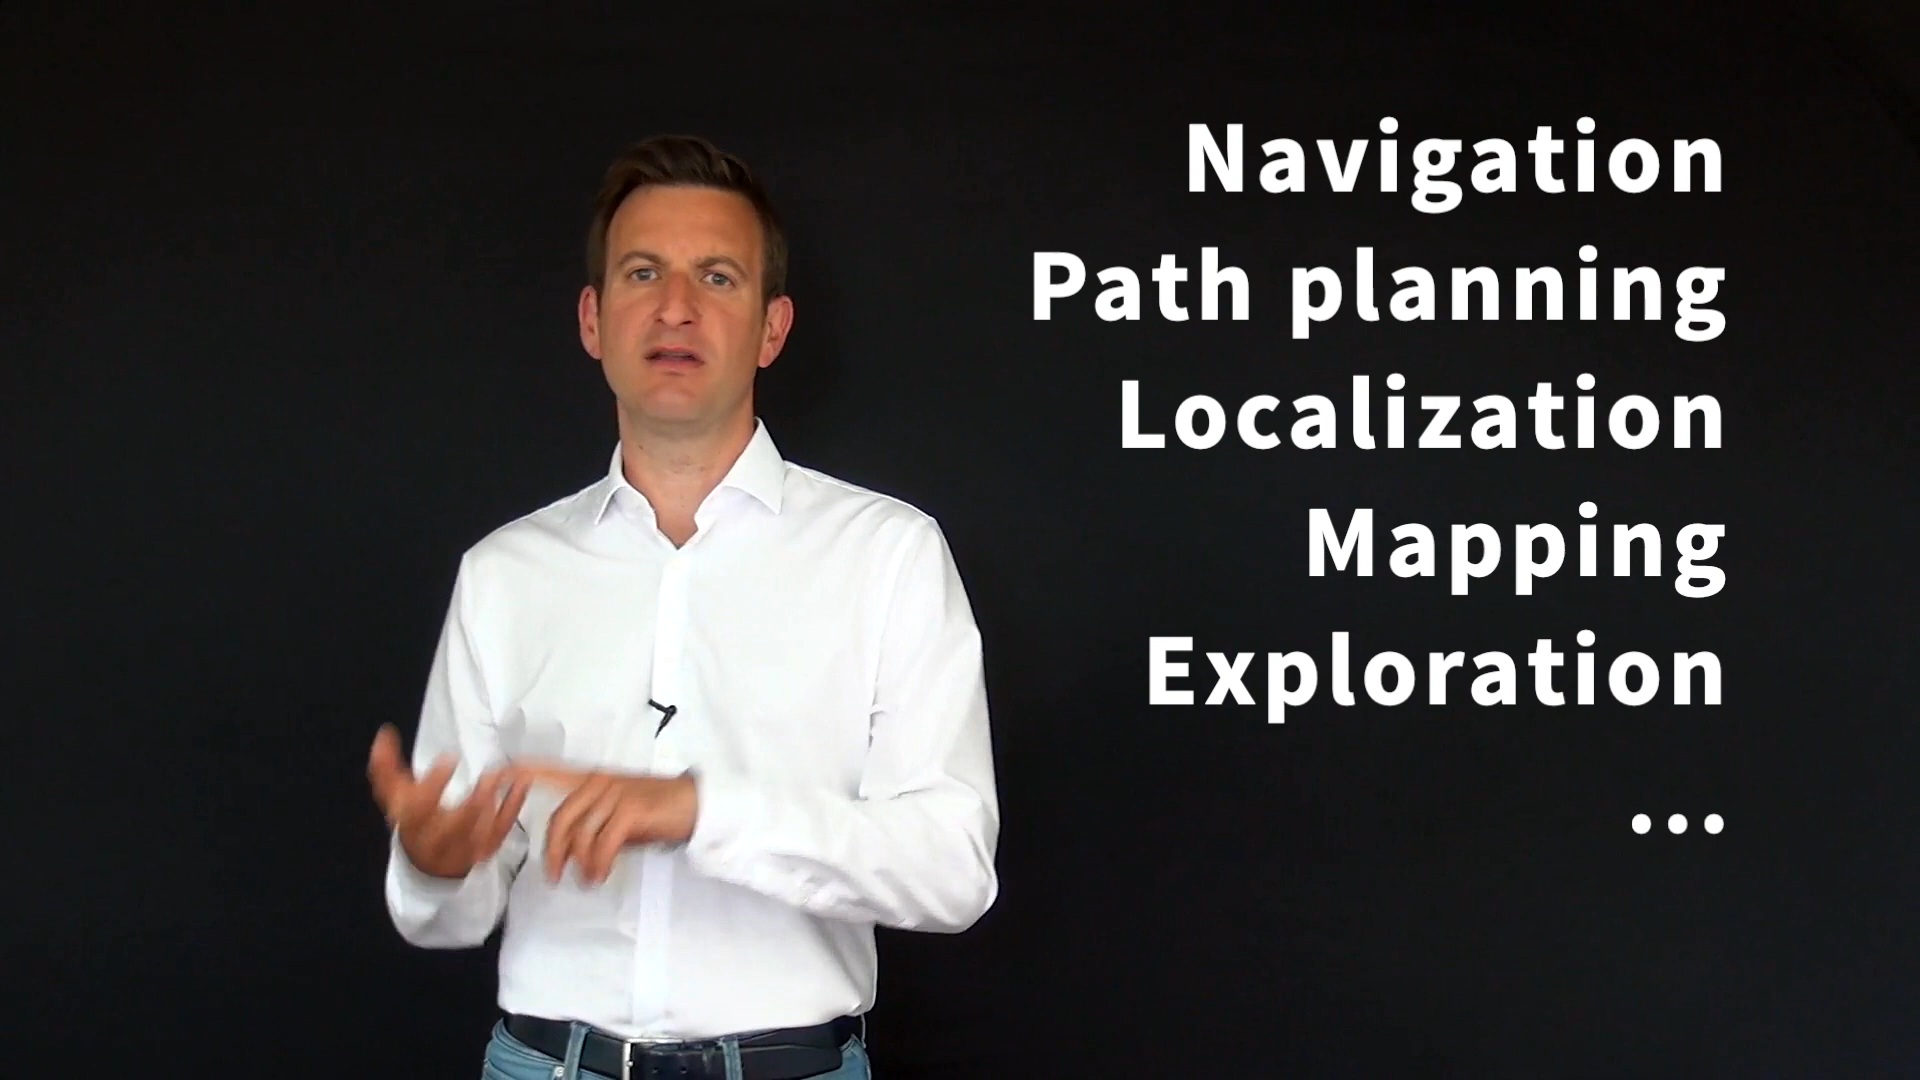 Navigation
Path planning
Localization
Mapping
Exploration
...